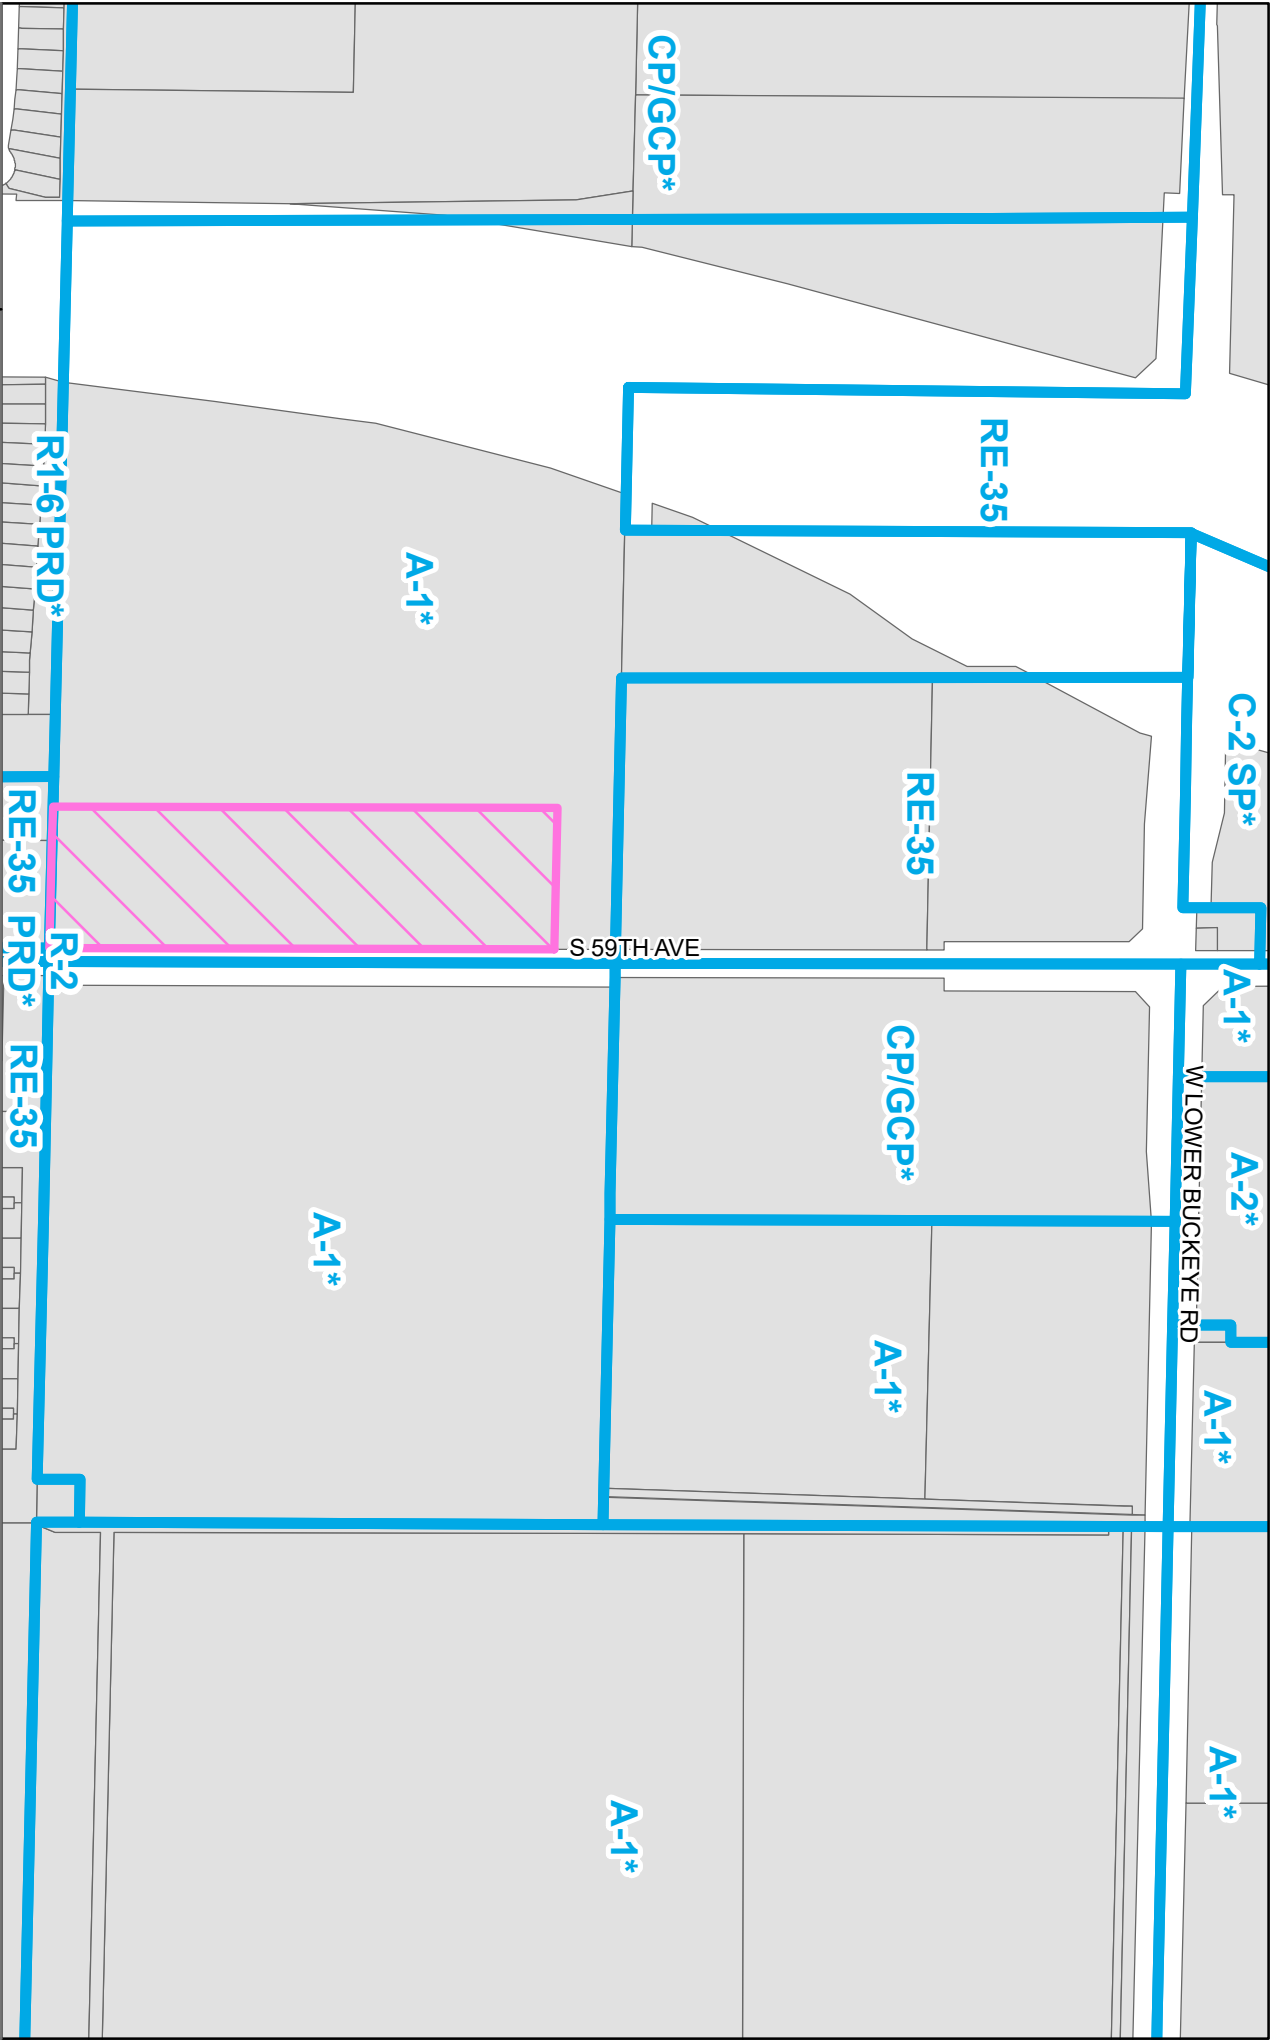 CP/GCP*
RE-35
R1-6 PRD*
A-1*
C-2 SP*
RE-35
RE-35 PRD*
R-2
S 59TH AVE
A-1*
RE-35
CP/GCP*
W LOWER BUCKEYE RD
A-2*
A-1*
A-1*
A-1*
A-1*
A-1*